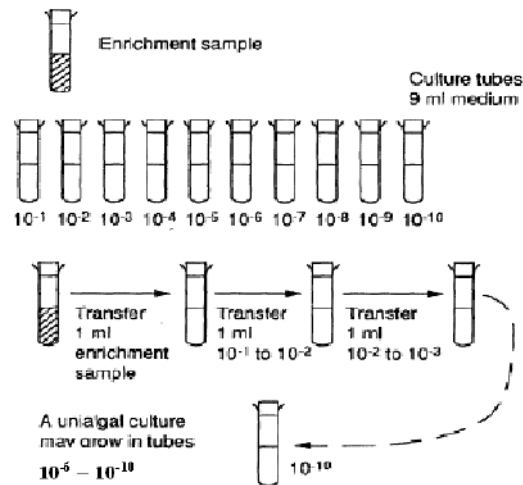 Enrichment sample
Culture tubes
9 ml medium
10⁻¹ 10⁻² 10⁻³ 10⁻⁴ 10⁻⁵ 10⁻⁶ 10⁻⁷ 10⁻⁸ 10⁻⁹ 10⁻¹⁰
Transfer
1 ml
enrichment
sample
Transfer
1 ml
10⁻¹ to 10⁻²
Transfer
1 ml
10⁻² to 10⁻³
A unialgal culture
may grow in tubes
10⁻⁶ – 10⁻¹⁰
10⁻¹⁰